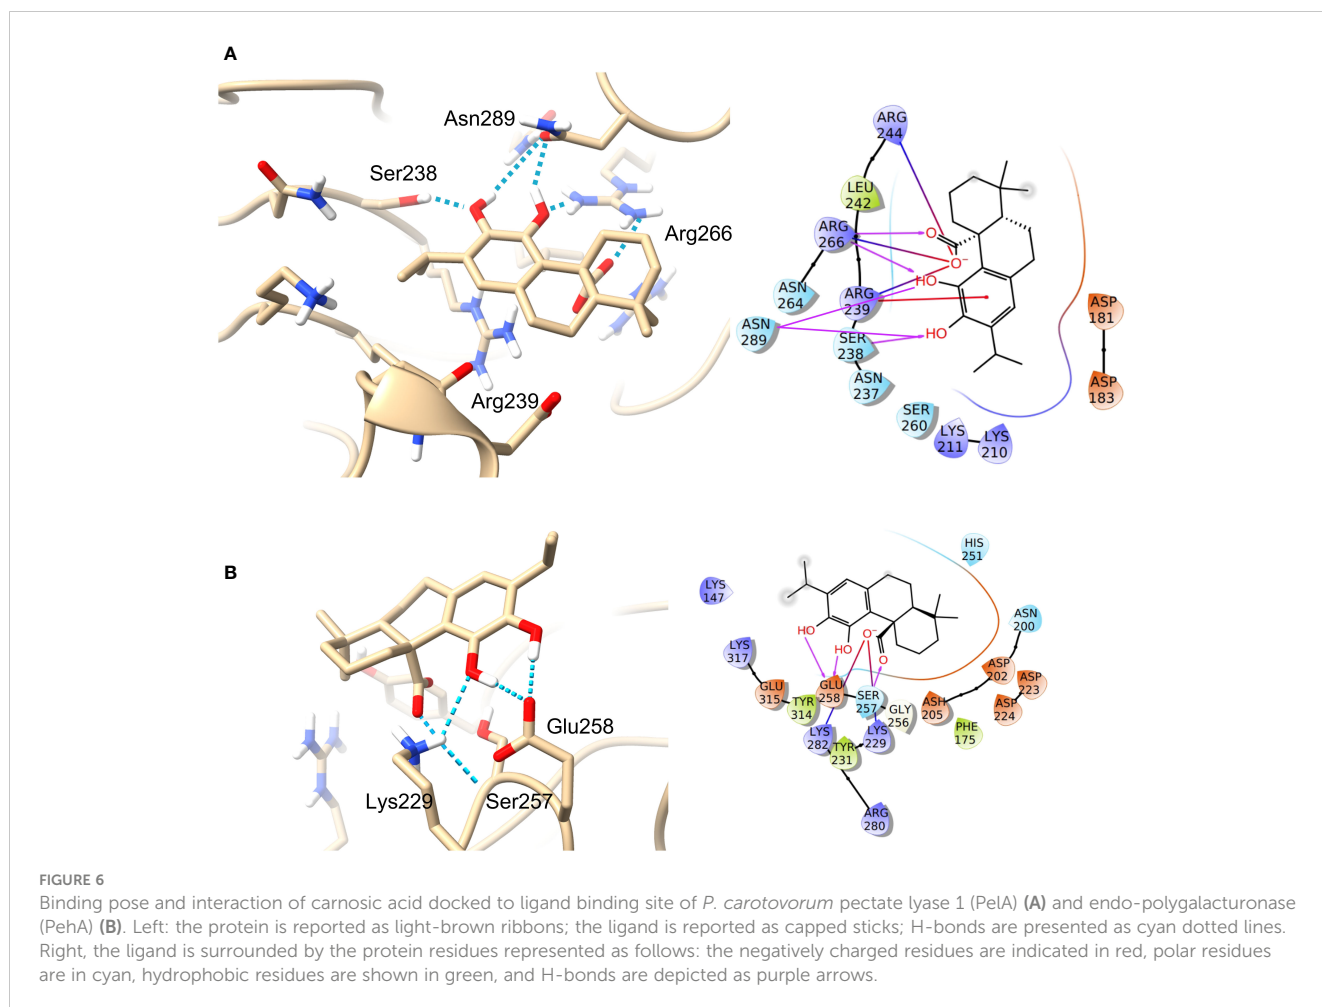 A
Asn289
Ser238
Arg266
Arg239
ARG
244
LEU
242
ARG
266
O
O-
HO
ASN
264
ARG
239
ASN
289
HO
SER
238
ASN
237
SER
260
LYS
211
LYS
210
ASP
181
ASP
183
B
Glu258
Lys229
Ser257
HIS
251
LYS
147
HO
O-
HO
O
ASN
200
LYS
317
GLU
315
TYR
314
GLU
258
SER
257
GLY
256
ASH
205
ASP
202
ASP
223
ASP
224
PHE
175
LYS
282
TYR
231
LYS
229
ARG
280
FIGURE 6
Binding pose and interaction of carnosic acid docked to ligand binding site of P. carotovorum pectate lyase 1 (PelA) (A) and endo-polygalacturonase
(PehA) (B). Left: the protein is reported as light-brown ribbons; the ligand is reported as capped sticks; H-bonds are presented as cyan dotted lines.
Right, the ligand is surrounded by the protein residues represented as follows: the negatively charged residues are indicated in red, polar residues
are in cyan, hydrophobic residues are shown in green, and H-bonds are depicted as purple arrows.